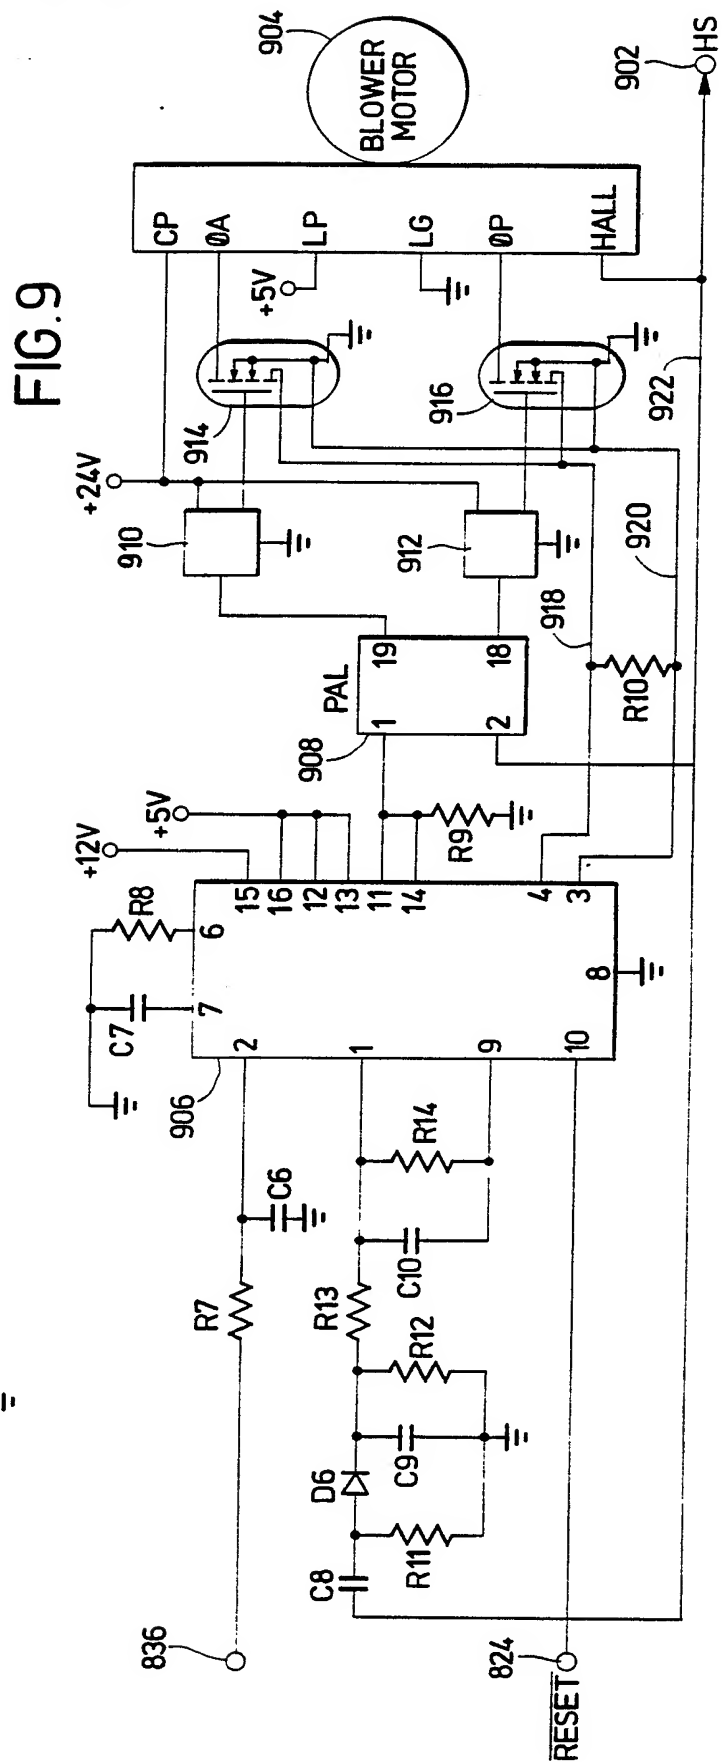 FIG.9
904
BLOWER
MOTOR
902
HS
CP
ØA
LP
LG
ØP
HALL
+5V
914
916
922
+24V
910
912
918
920
R10
PAL
19
18
1
2
908
+12V
+5V
R9
15
16
12
13
11
14
4
3
R8
C7
6
7
8
2
1
9
10
906
R14
C6
C10
R7
R13
R12
C9
D6
R11
C8
836
824
RESET